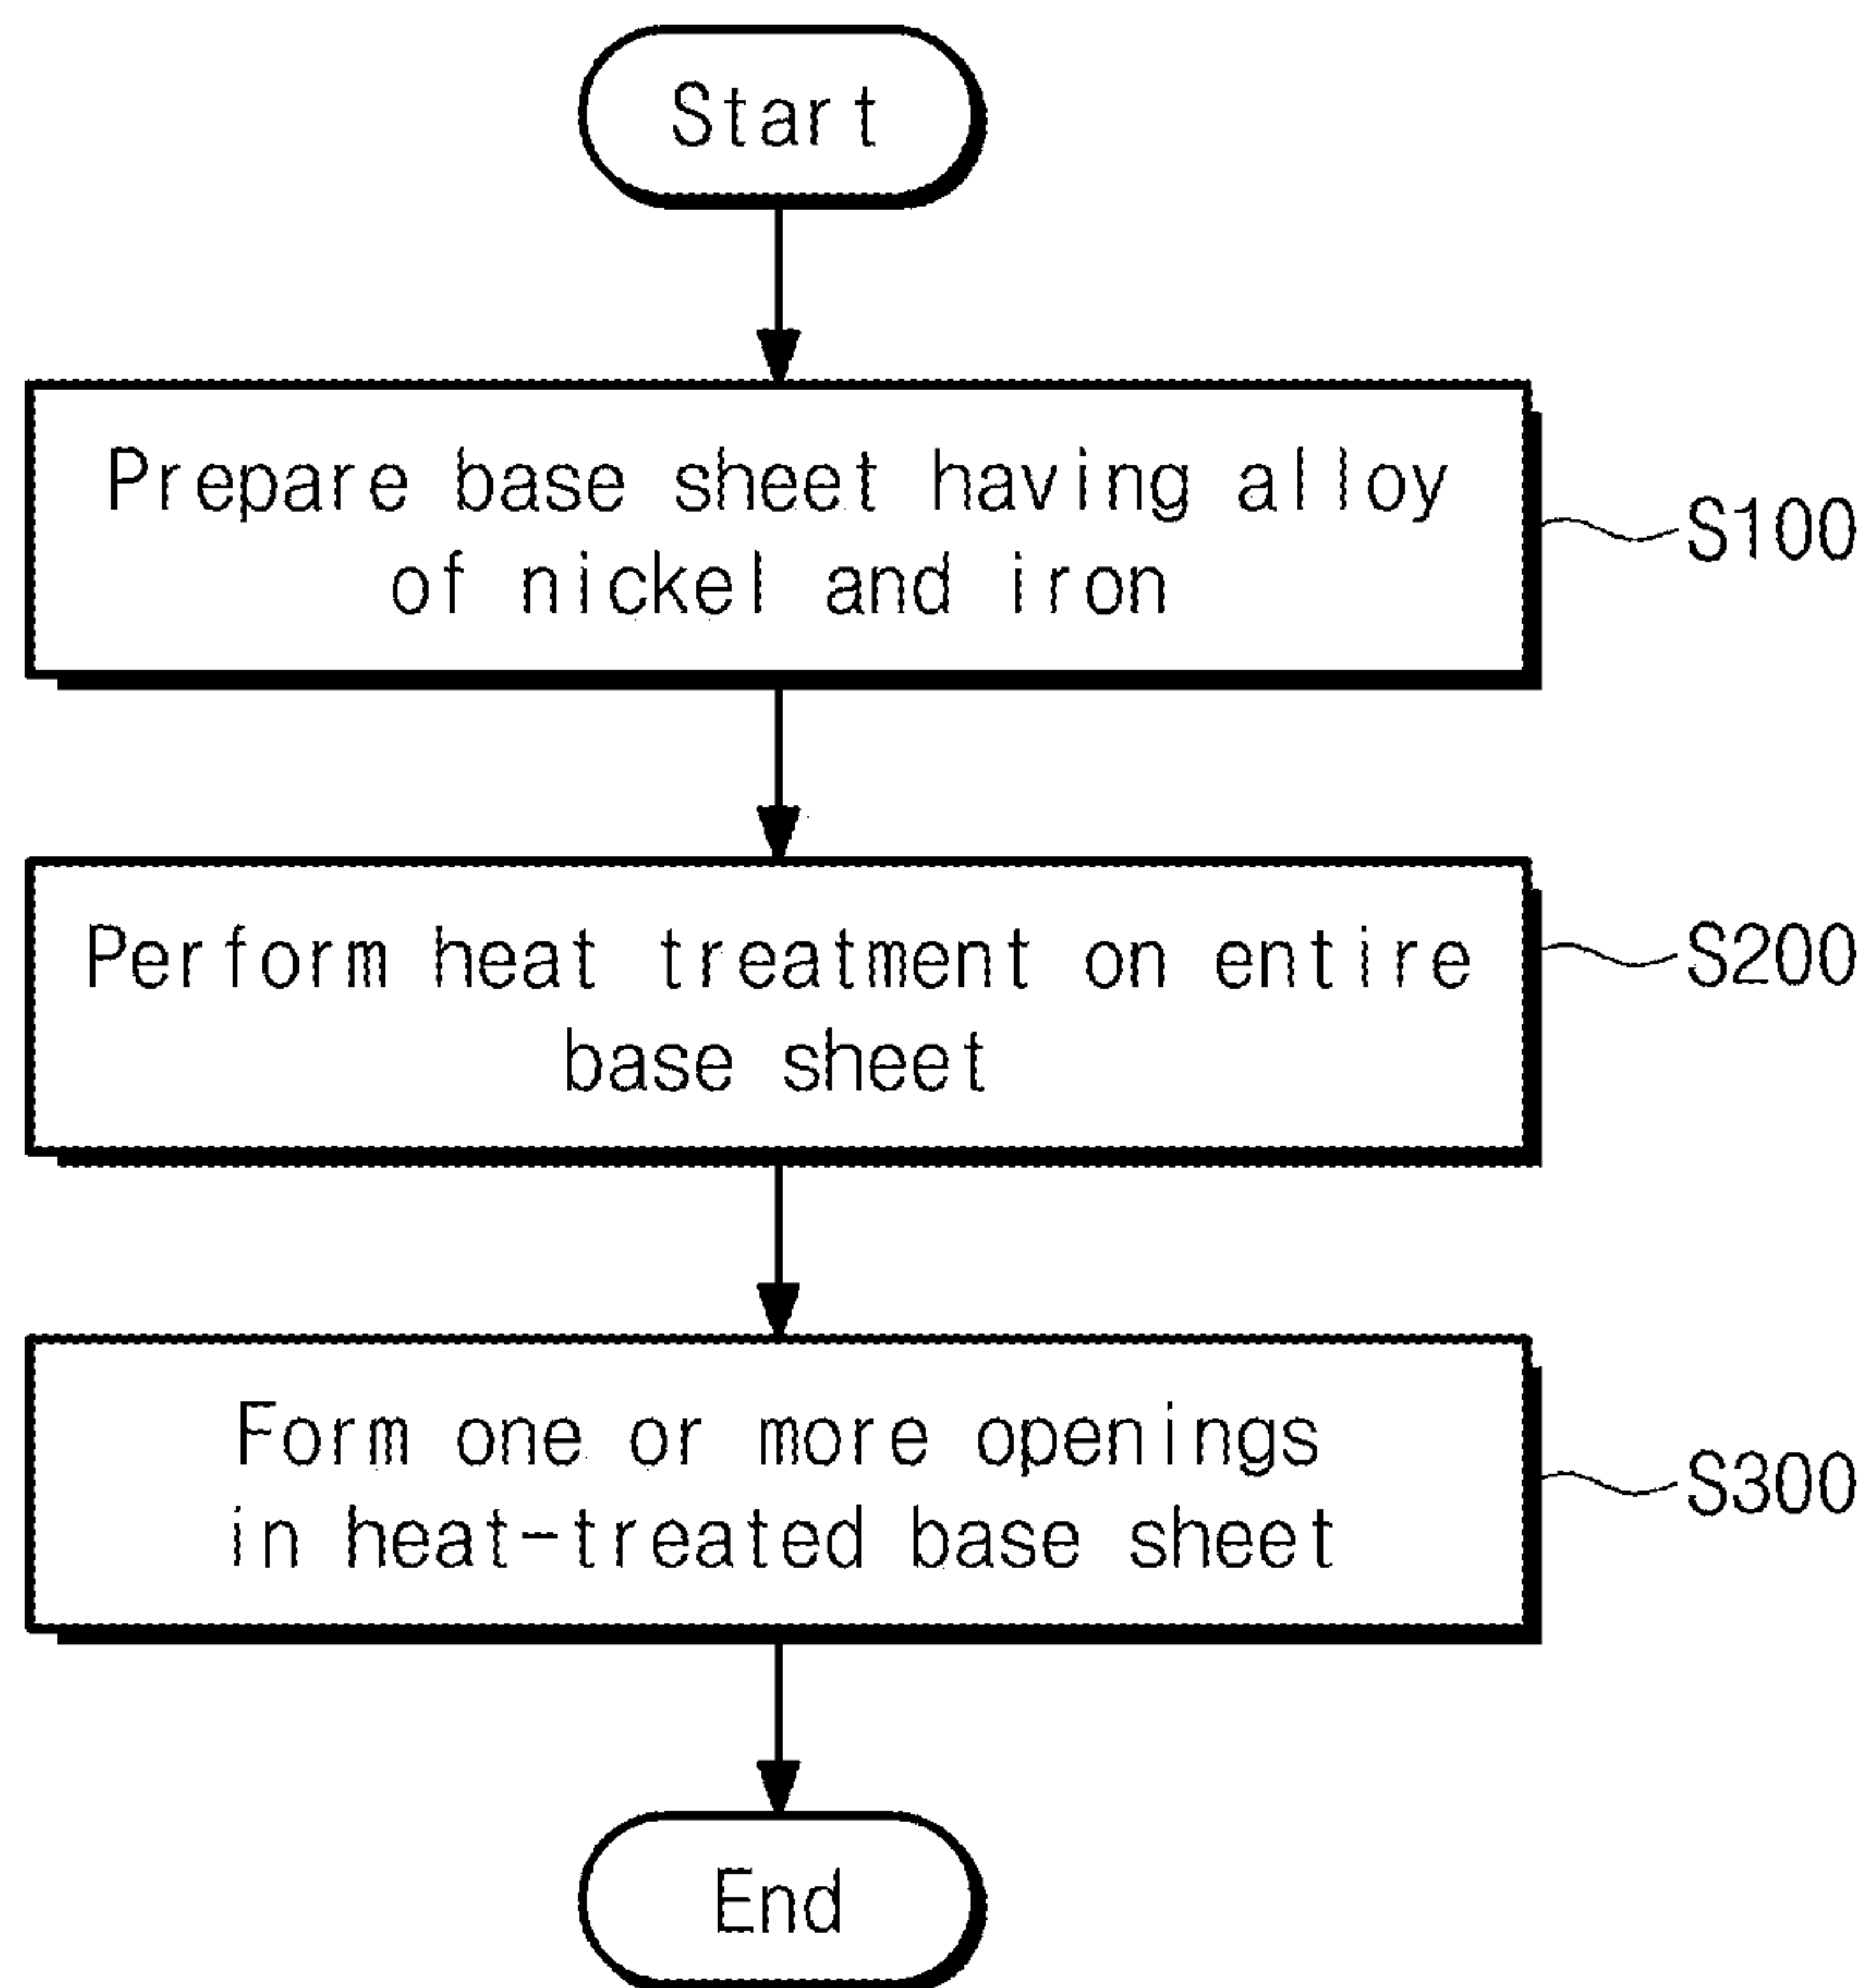 Start
Prepare base sheet having alloy
of nickel and iron
S100
Perform heat treatment on entire
base sheet
S200
Form one or more openings
in heat-treated base sheet
S300
End